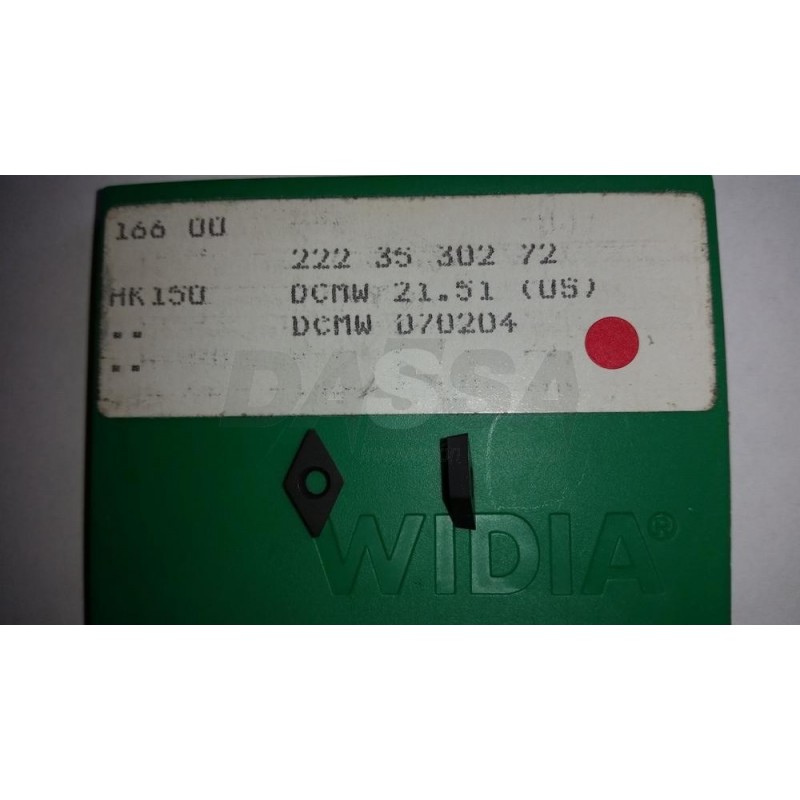 166 00
222 35 302 72
HK150 DCMW 21.51 (US)
.. DCMW 070204
..
DASSA
WIDIA®